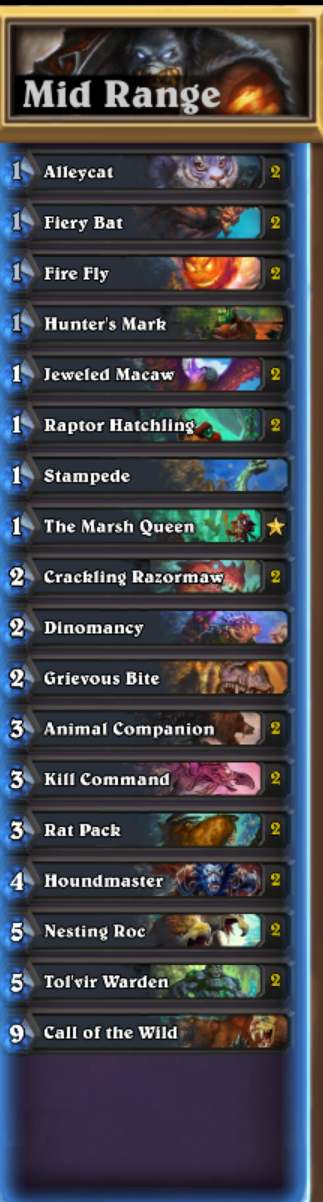 Mid Range
1 Alleycat 2
1 Fiery Bat 2
1 Fire Fly 2
1 Hunter's Mark
1 Jeweled Macaw 2
1 Raptor Hatchling 2
1 Stampede
1 The Marsh Queen
2 Crackling Razormaw 2
2 Dinomancy
2 Grievous Bite
3 Animal Companion 2
3 Kill Command 2
3 Rat Pack 2
4 Houndmaster 2
5 Nesting Roc 2
5 Tol'vir Warden 2
9 Call of the Wild